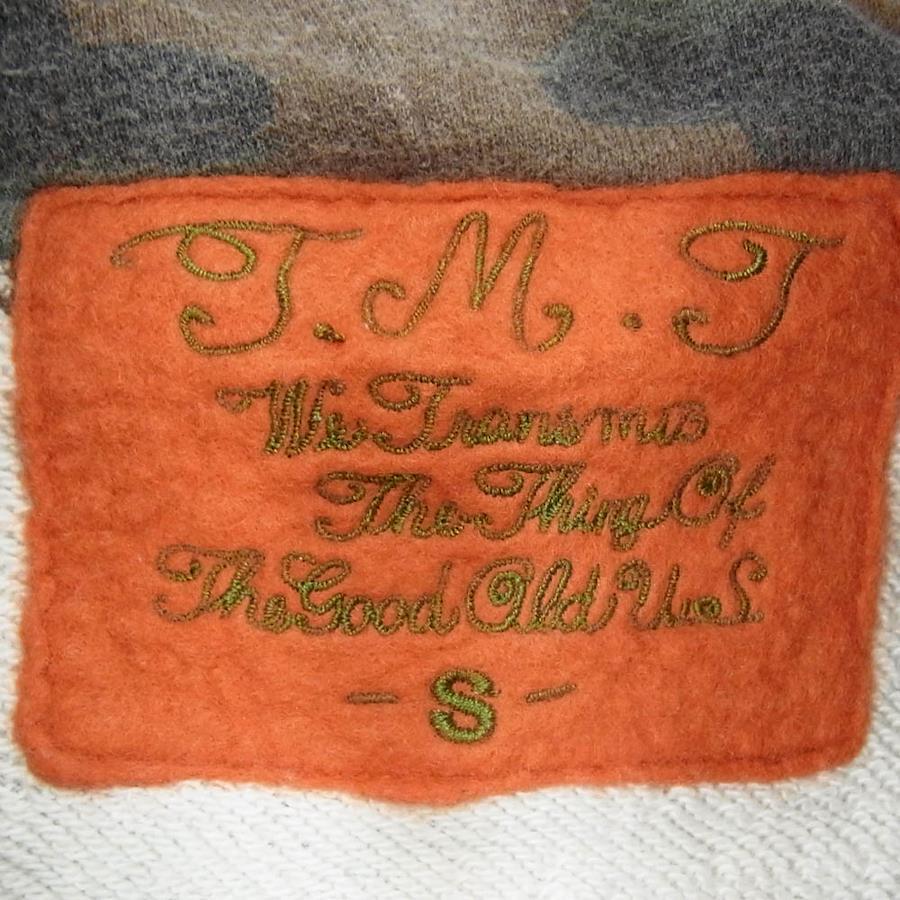 T.M.T
We Transmit
The Thing Of
The Good Old U.S
- S -